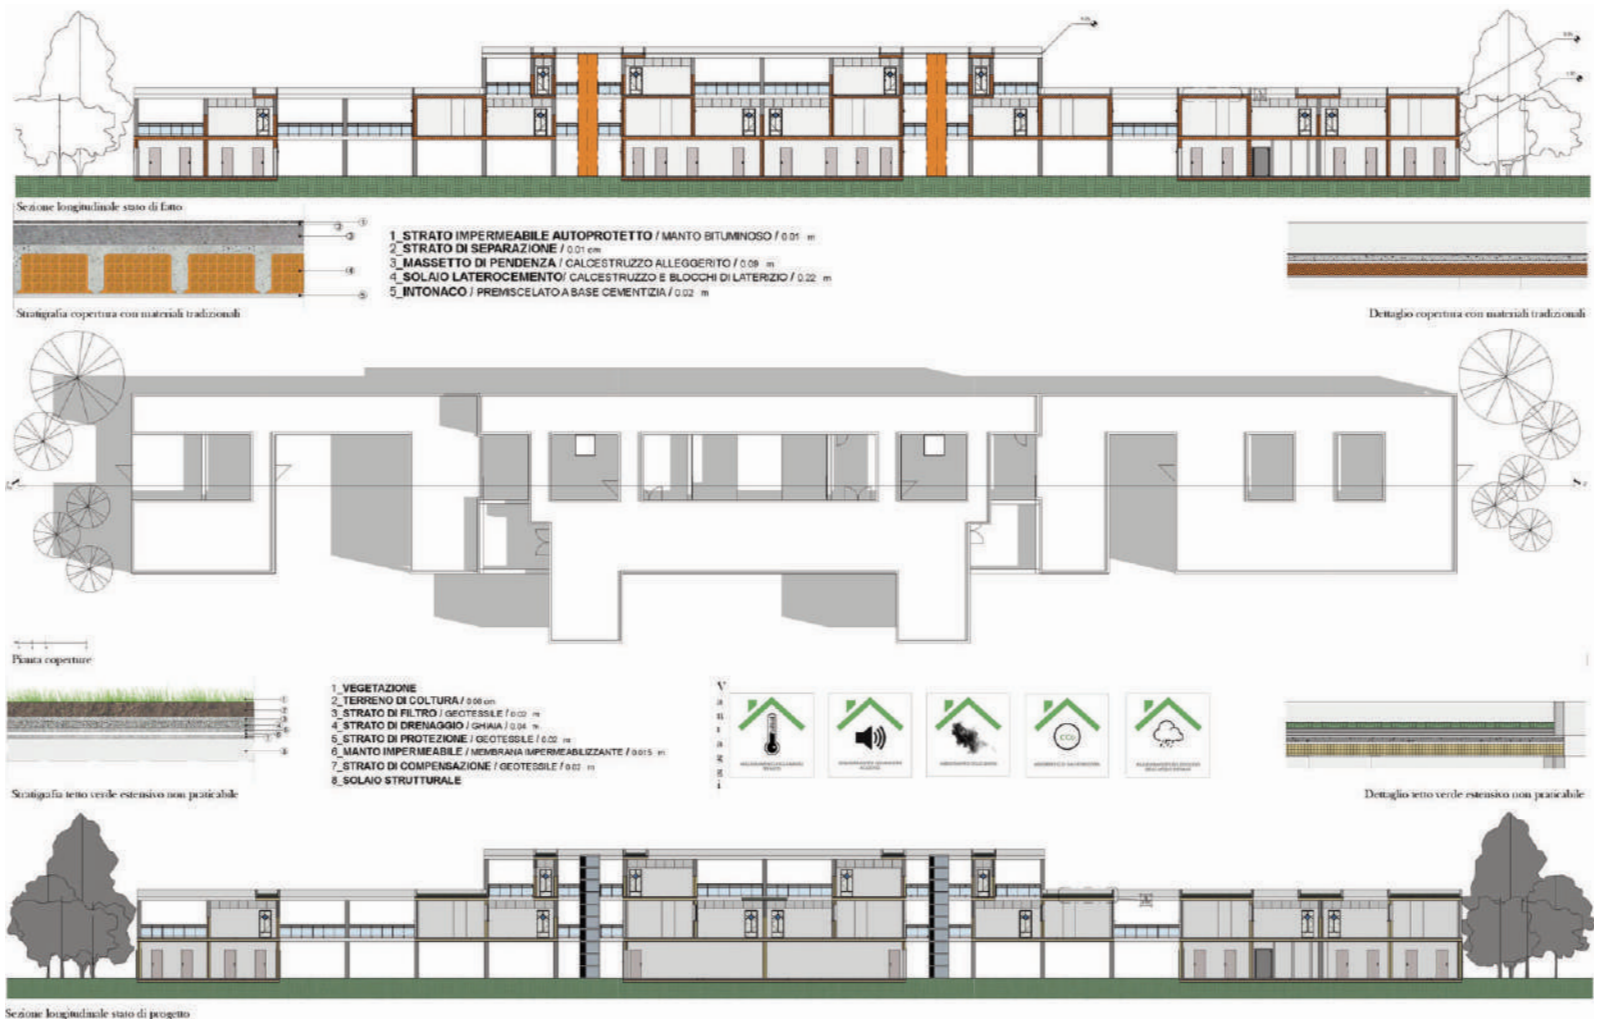 Sezione longitudinale stato di fatto
1_STRATO IMPERMEABILE AUTOPROTETTO / MANTO BITUMINOSO / 0.01 m
2_STRATO DI SEPARAZIONE / 0.01 cm
3_MASSETTO DI PENDENZA / CALCESTRUZZO ALLEGGERITO / 0.09 m
4_SOLAIO LATEROCEMENTO/ CALCESTRUZZO E BLOCCHI DI LATERIZIO / 0.22 m
5_INTONACO / PREMISCELATO A BASE CEMENTIZIA / 0.02 m
Stratigrafia copertura con materiali tradizionali
Dettaglio copertura con materiali tradizionali
Pianta coperture
1_VEGETAZIONE
2_TERRENO DI COLTURA / 0.08 cm
3_STRATO DI FILTRO / GEOTESSILE / 0.02 m
4_STRATO DI DRENAGGIO / GHIAIA / 0.04 m
5_STRATO DI PROTEZIONE / GEOTESSILE / 0.02 m
6_MANTO IMPERMEABILE / MEMBRANA IMPERMEABILIZZANTE / 0.015 m
7_STRATO DI COMPENSAZIONE / GEOTESSILE / 0.02 m
8_SOLAIO STRUTTURALE
Vantaggi
CO₂
Stratigrafia tetto verde estensivo non praticabile
Dettaglio tetto verde estensivo non praticabile
Sezione longitudinale stato di progetto